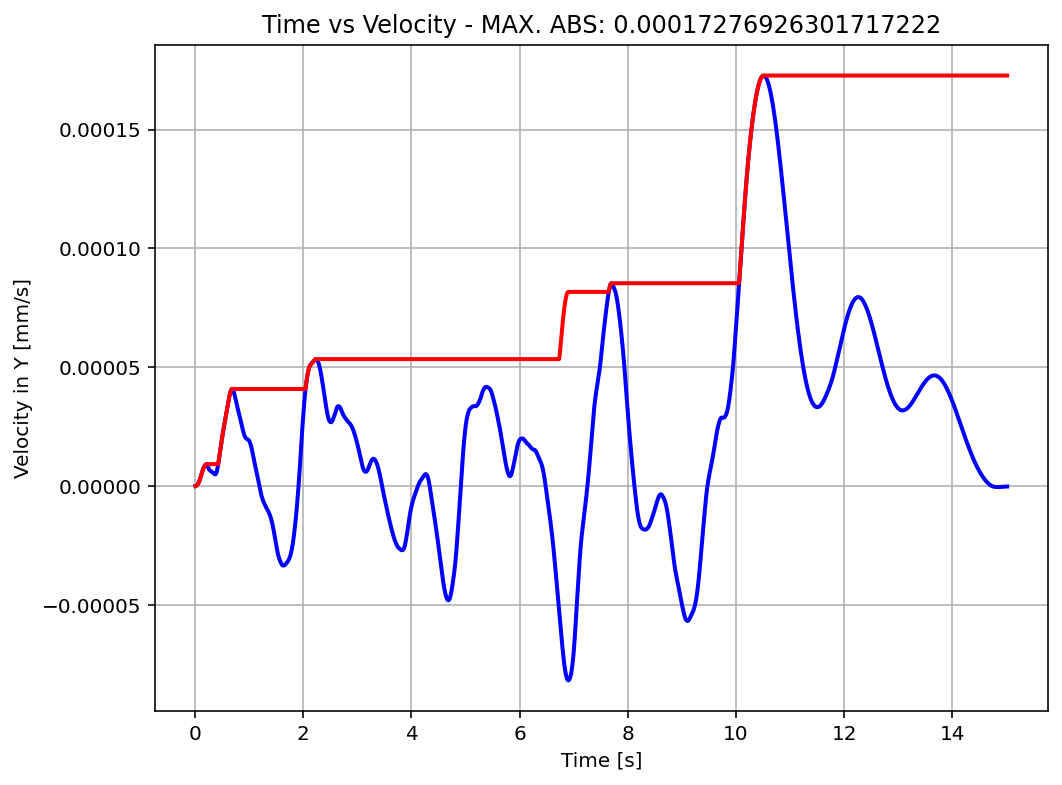 Time vs Velocity - MAX. ABS: 0.00017276926301717222
0.00015
0.00010
0.00005
0.00000
−0.00005
Velocity in Y [mm/s]
0 2 4 6 8 10 12 14
Time [s]